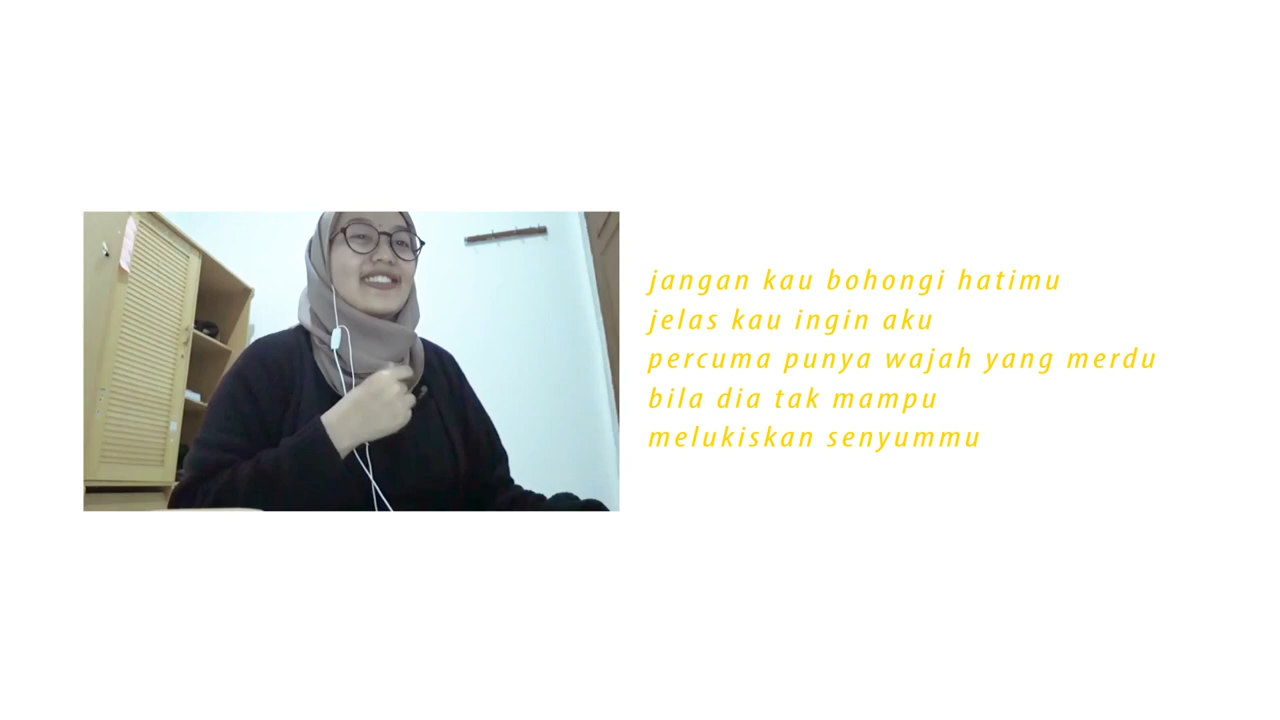 jangan kau bohongi hatimu
jelas kau ingin aku
percuma punya wajah yang merdu
bila dia tak mampu
melukiskan senyummu